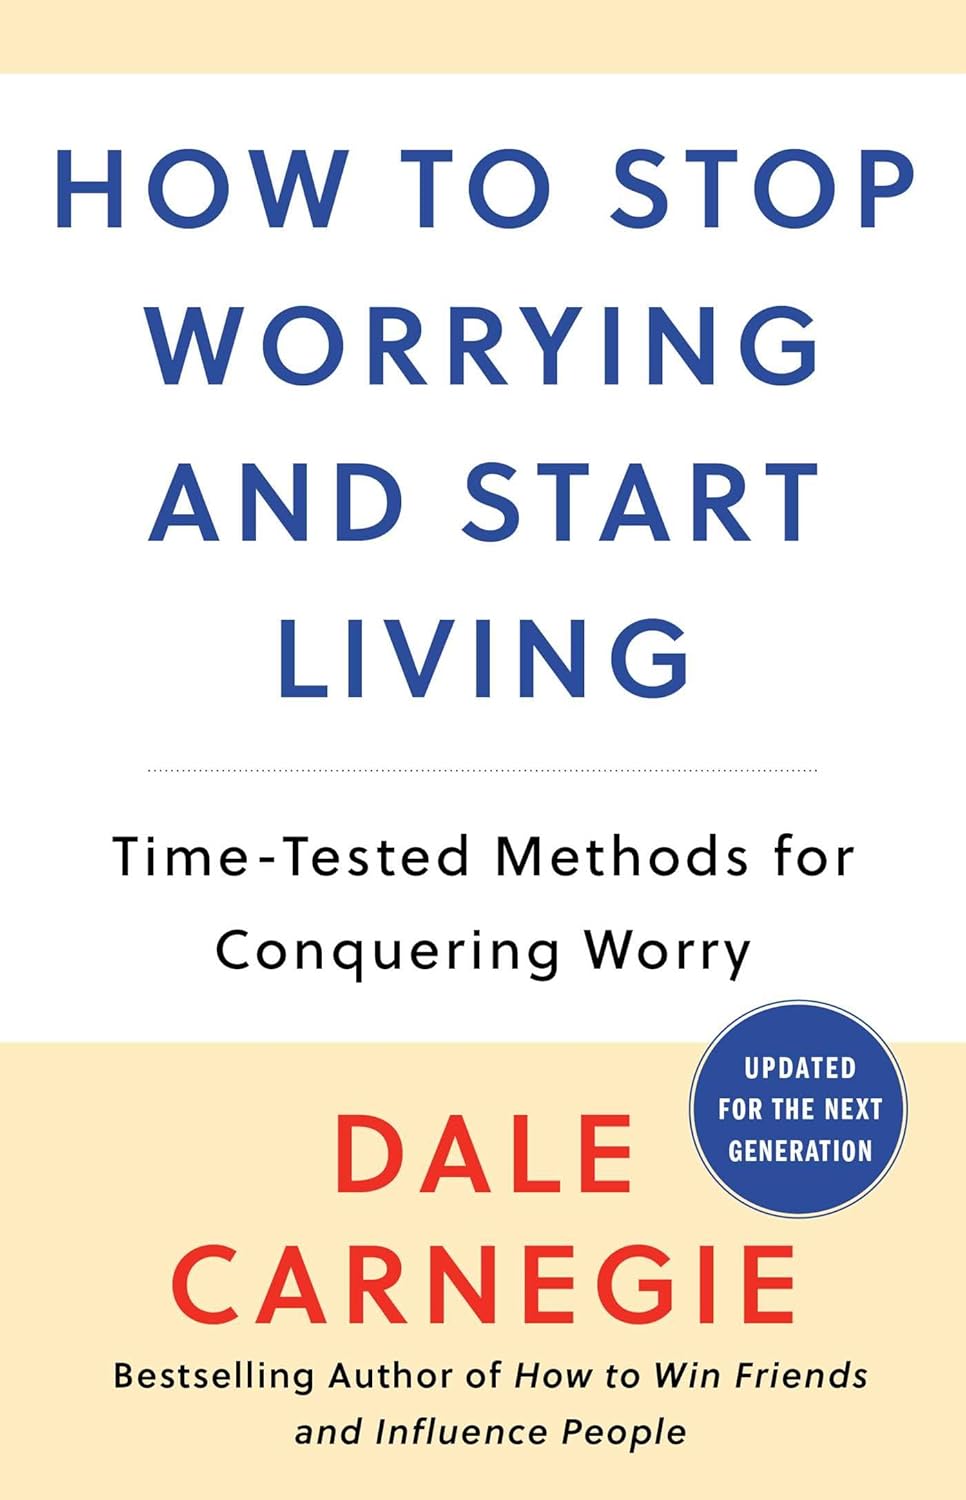 HOW TO STOP
WORRYING
AND START
LIVING
Time-Tested Methods for
Conquering Worry
UPDATED
FOR THE NEXT
GENERATION
DALE
CARNEGIE
Bestselling Author of How to Win Friends
and Influence People